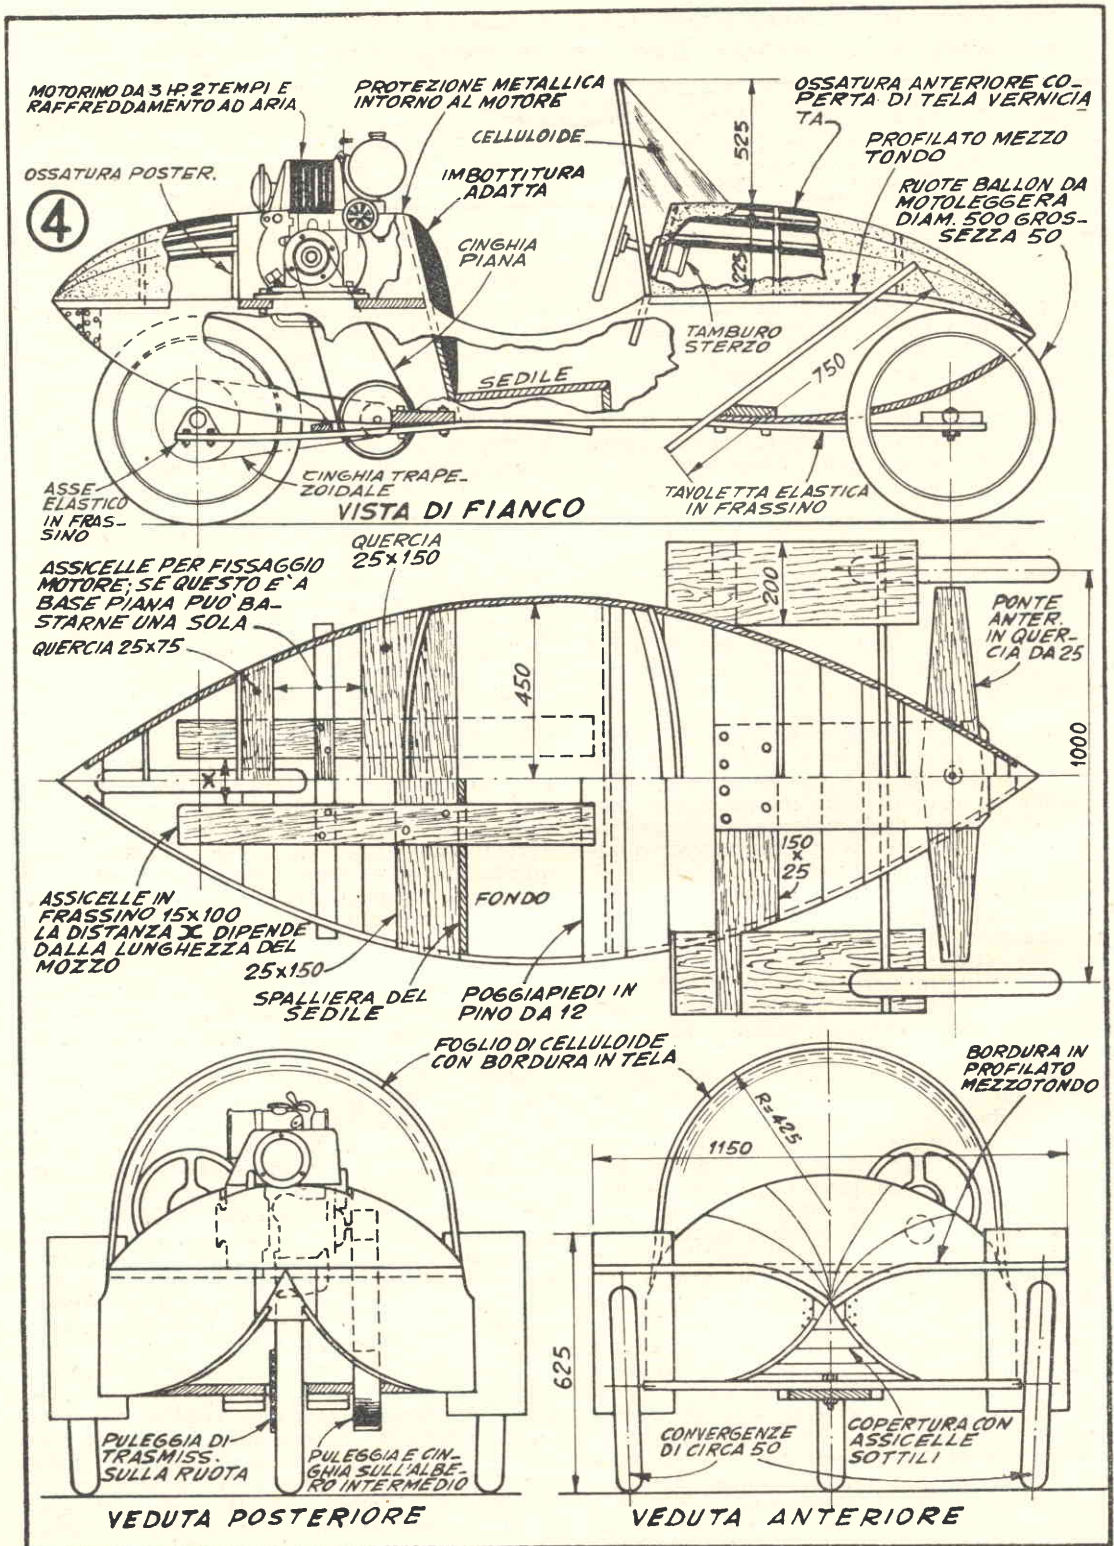 MOTORINO DA 3 HP. 2 TEMPI E
RAFFREDDAMENTO AD ARIA
PROTEZIONE METALLICA
INTORNO AL MOTORE
OSSATURA ANTERIORE CO-
PERTA DI TELA VERNICIA
TA-
CELLULOIDE
525
PROFILATO MEZZO
TONDO
OSSATURA POSTER.
IMBOTTITURA
ADATTA
RUOTE BALLON DA
MOTOLEGGERA
DIAM. 500 GROS-
SEZZA 50
4
CINGHIA
PIANA
225
TAMBURO
STERZO
750
SEDILE
ASSE
ELASTICO
IN FRAS-
SINO
CINGHIA TRAPE-
ZOIDALE
TAVOLETTA ELASTICA
IN FRASSINO
VISTA DI FIANCO
QUERCIA
25x150
ASSICELLE PER FISSAGGIO
MOTORE; SE QUESTO E' A
BASE PIANA PUO' BA-
STARNE UNA SOLA
QUERCIA 25x75
200
PONTE
ANTER.
IN QUER-
CIA DA 25
450
1000
X
150
x
25
ASSICELLE IN
FRASSINO 15x100
LA DISTANZA X DIPENDE
DALLA LUNGHEZZA DEL
MOZZO
FONDO
25x150
SPALLIERA DEL
SEDILE
POGGIAPIEDI IN
PINO DA 12
FOGLIO DI CELLULOIDE
CON BORDURA IN TELA
BORDURA IN
PROFILATO
MEZZOTONDO
R=425
1150
625
PULEGGIA DI
TRASMISS.
SULLA RUOTA
PULEGGIA E CIN-
GHIA SULL'ALBE-
RO INTERMEDIO
CONVERGENZE
DI CIRCA 50
COPERTURA CON
ASSICELLE
SOTTILI
VEDUTA POSTERIORE
VEDUTA ANTERIORE